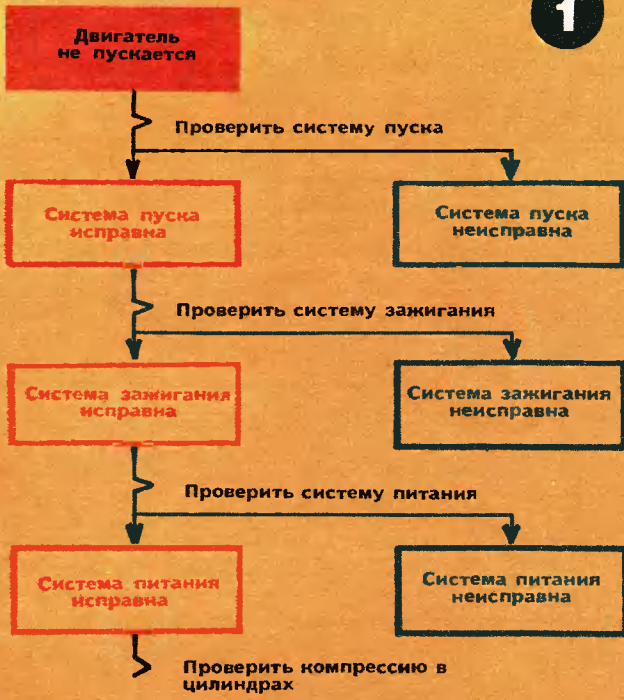 1
Двигатель
не пускается
Проверить систему пуска
Система пуска
исправна
Система пуска
неисправна
Проверить систему зажигания
Система зажигания
исправна
Система зажигания
неисправна
Проверить систему питания
Система питания
исправна
Система питания
неисправна
Проверить компрессию в
цилиндрах